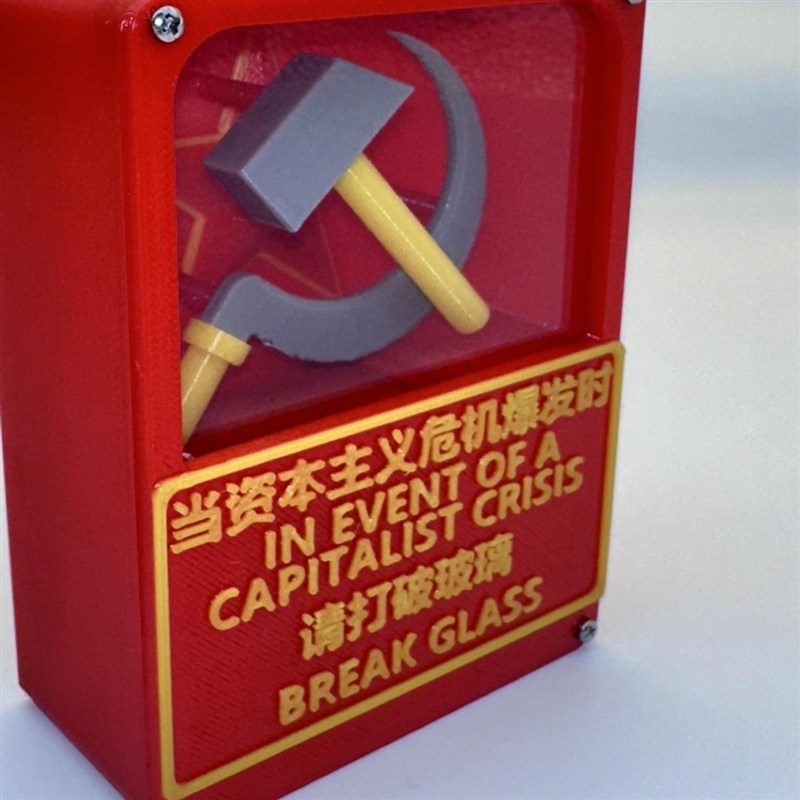 当资本主义危机爆发时
IN EVENT OF A
CAPITALIST CRISIS
请打破玻璃
BREAK GLASS